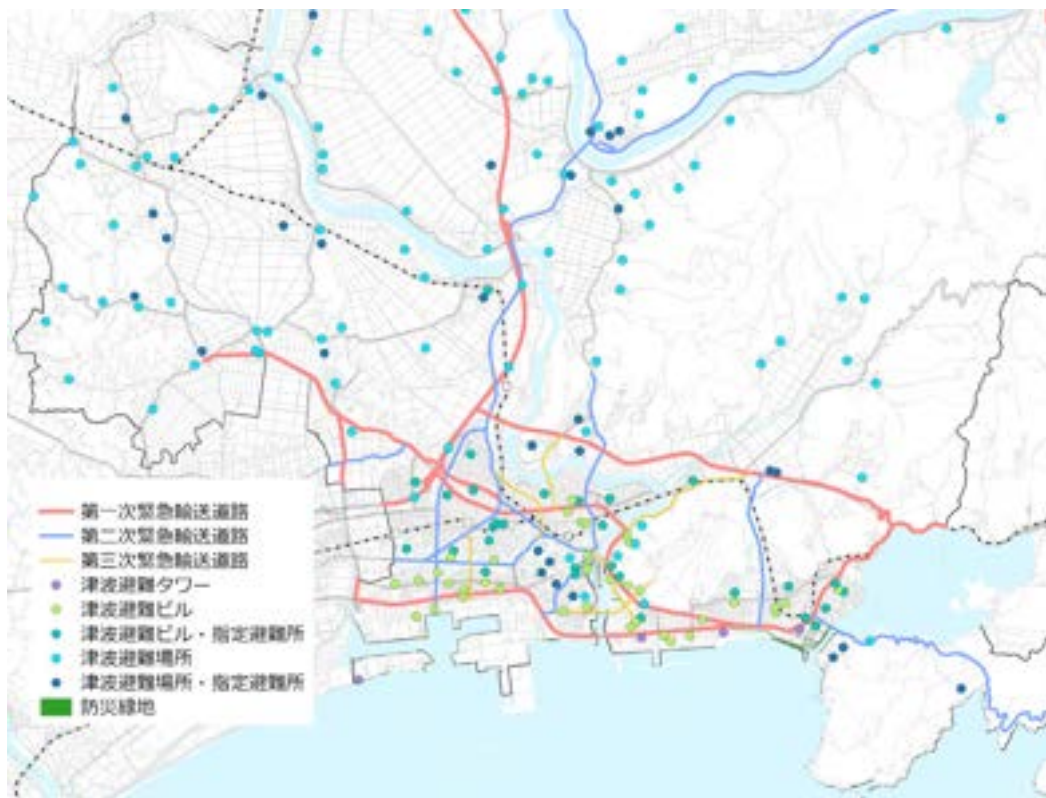 第一次緊急輸送道路
第二次緊急輸送道路
第三次緊急輸送道路
津波避難タワー
津波避難ビル
津波避難ビル・指定避難所
津波避難場所
津波避難場所・指定避難所
防災緑地